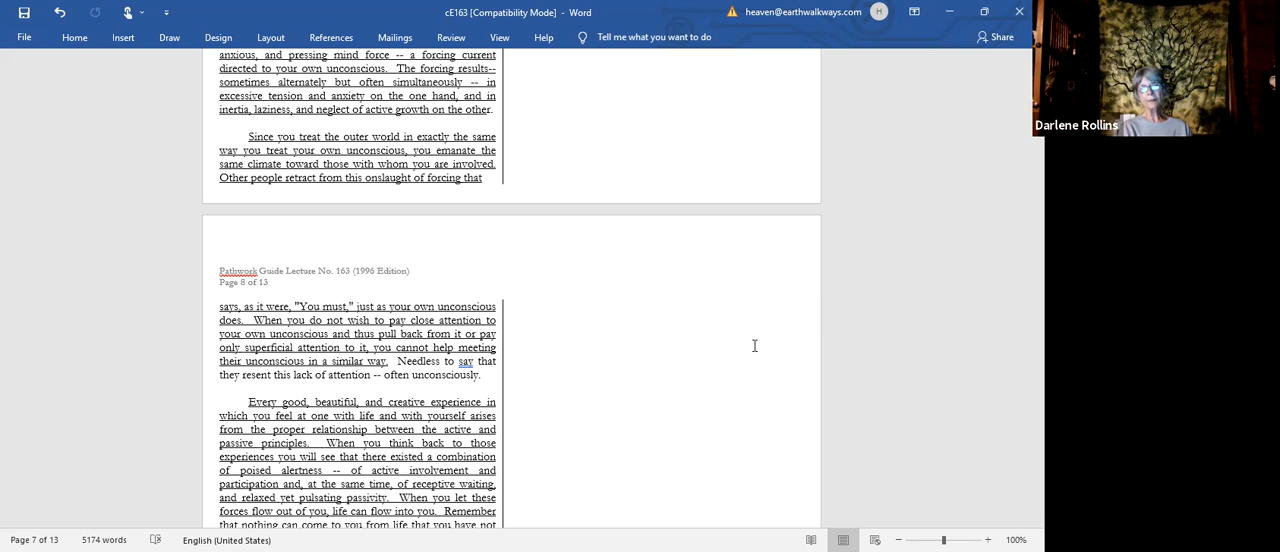 cE163 [Compatibility Mode] - Word
heaven@earthwalkways.com
H
File Home Insert Draw Design Layout References Mailings Review View Help Tell me what you want to do Share
Darlene Rollins
anxious, and pressing mind force -- a forcing current
directed to your own unconscious. The forcing results--
sometimes alternately but often simultaneously -- in
excessive tension and anxiety on the one hand, and in
inertia, laziness, and neglect of active growth on the other.
Since you treat the outer world in exactly the same
way you treat your own unconscious, you emanate the
same climate toward those with whom you are involved.
Other people retract from this onslaught of forcing that
Pathwork Guide Lecture No. 163 (1996 Edition)
Page 8 of 13
says, as it were, "You must," just as your own unconscious
does. When you do not wish to pay close attention to
your own unconscious and thus pull back from it or pay
only superficial attention to it, you cannot help meeting
their unconscious in a similar way. Needless to say that
they resent this lack of attention -- often unconsciously.
Every good, beautiful, and creative experience in
which you feel at one with life and with yourself arises
from the proper relationship between the active and
passive principles. When you think back to those
experiences you will see that there existed a combination
of poised alertness -- of active involvement and
participation and, at the same time, of receptive waiting,
and relaxed yet pulsating passivity. When you let these
forces flow out of you, life can flow into you. Remember
that nothing can come to you from life that you have not
Page 7 of 13 5174 words English (United States) 100%